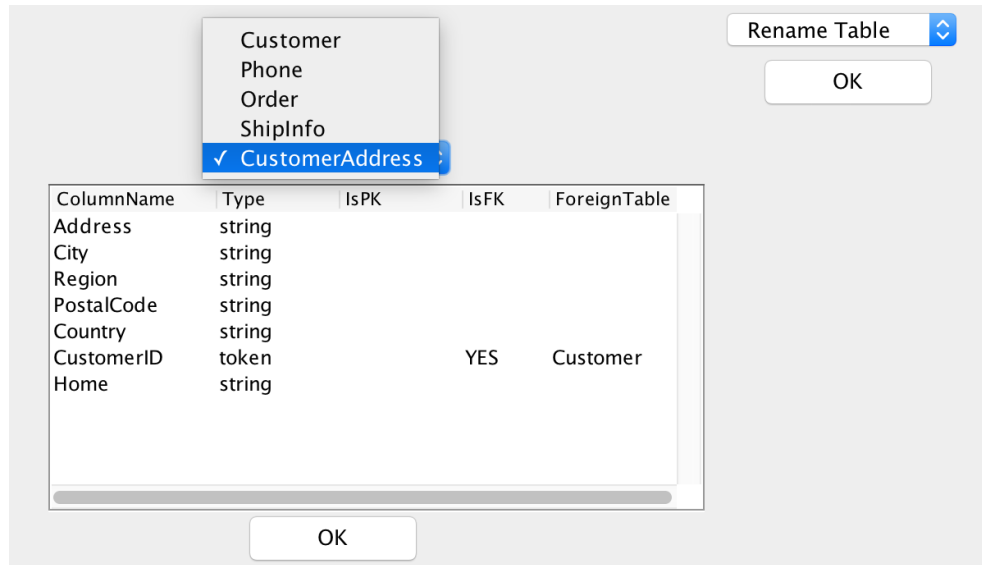 Customer
Phone
Order
ShipInfo
✓ CustomerAddress
Rename Table
OK
ColumnName Type IsPK IsFK ForeignTable
Address string
City string
Region string
PostalCode string
Country string
CustomerID token YES Customer
Home string
OK